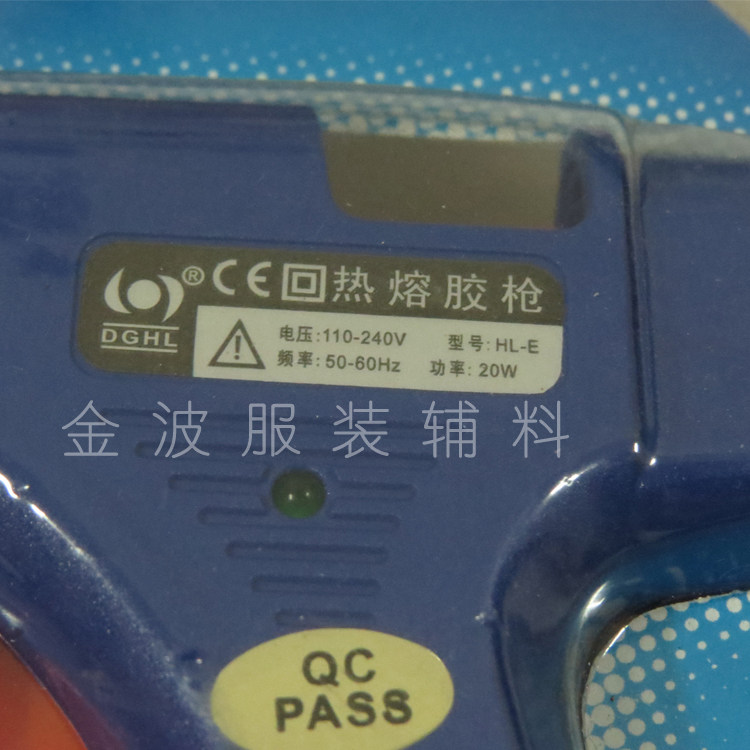 ® CE 热熔胶枪
DGHL
电压:110-240V 型号:HL-E
频率:50-60Hz 功率:20W
金波服装辅料
QC
PASS